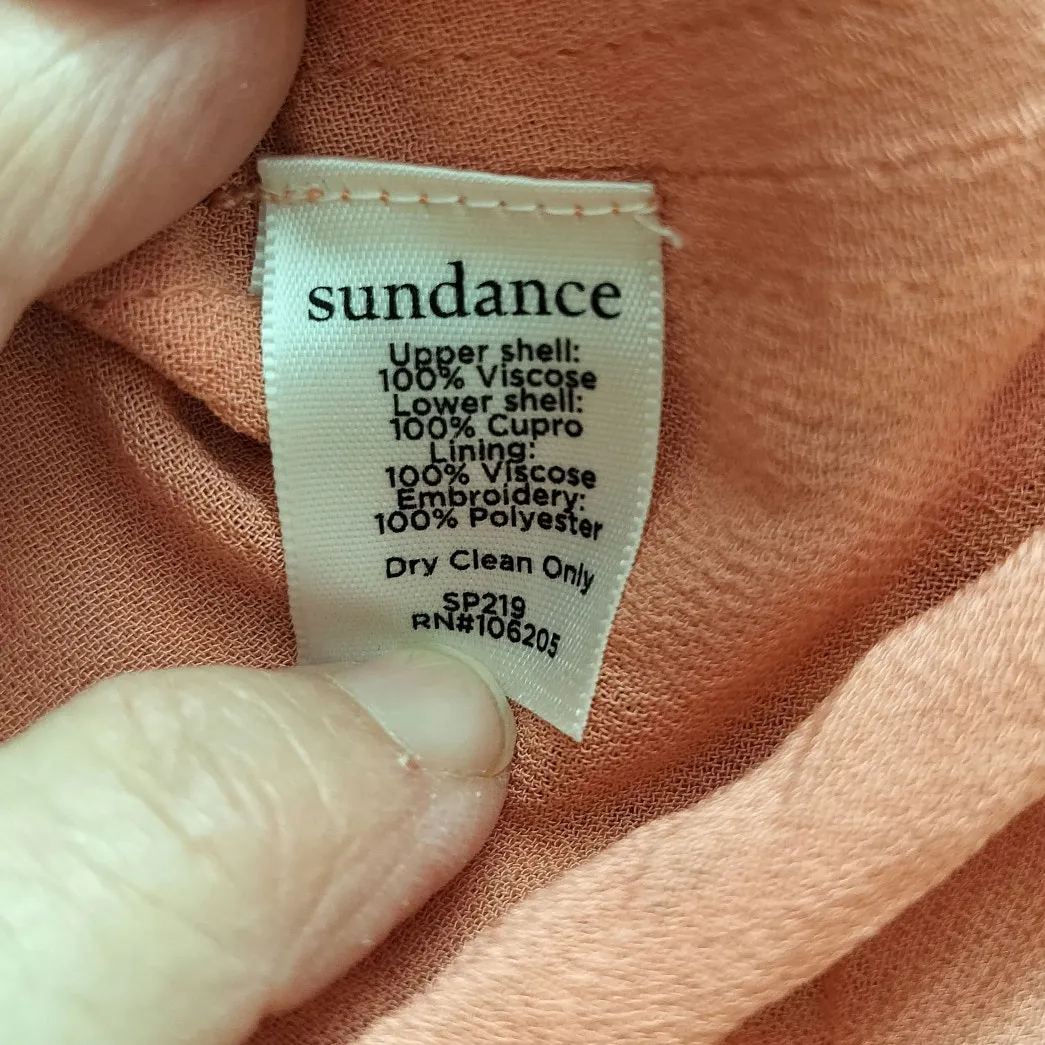 sundance
Upper shell:
100% Viscose
Lower shell:
100% Cupro
Lining:
100% Viscose
Embroidery:
100% Polyester
Dry Clean Only
SP219
RN#106205